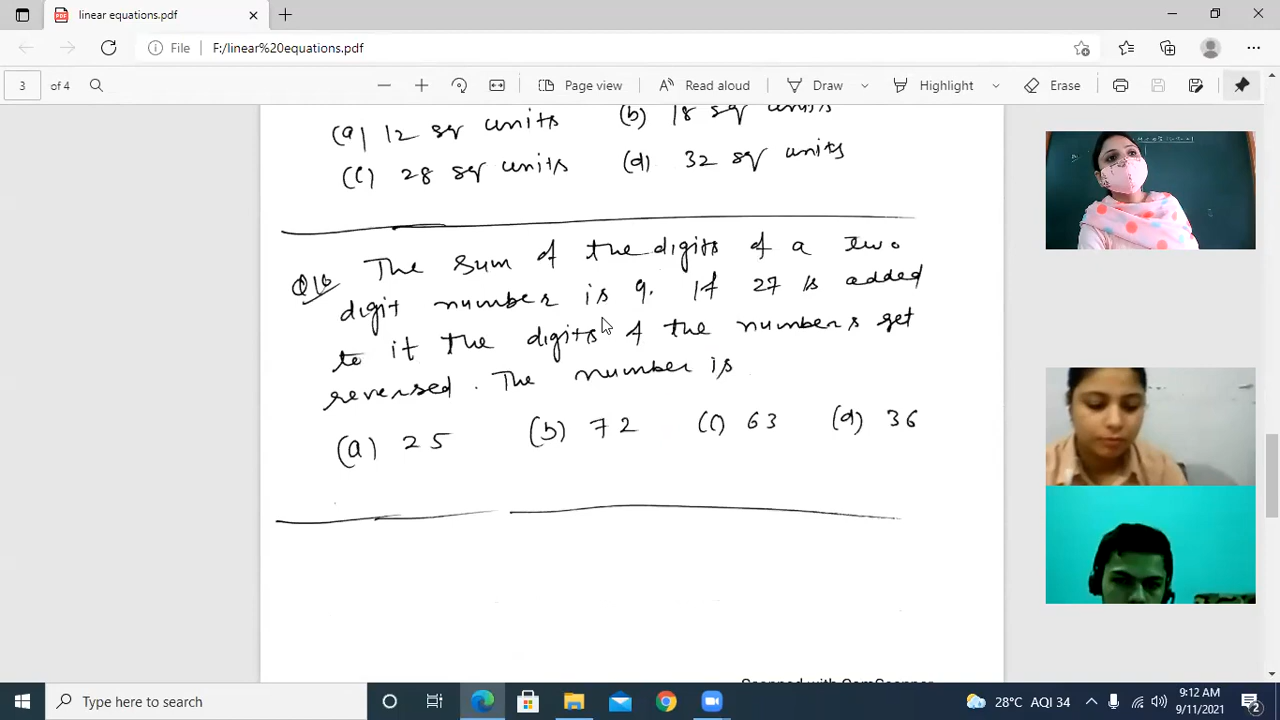 linear equations.pdf
File F:/linear%20equations.pdf
3 of 4 Page view Read aloud Draw Highlight Erase
(a) 12 sq units (b) 18 sq units
(c) 28 sq units (d) 32 sq units
Q16 The sum of the digits of a two
digit number is 9. If 27 is added
to it the digits of the numbers get
reversed. The number is
(a) 25 (b) 72 (c) 63 (d) 36
Type here to search
28°C AQI 34
9:12 AM
9/11/2021
2